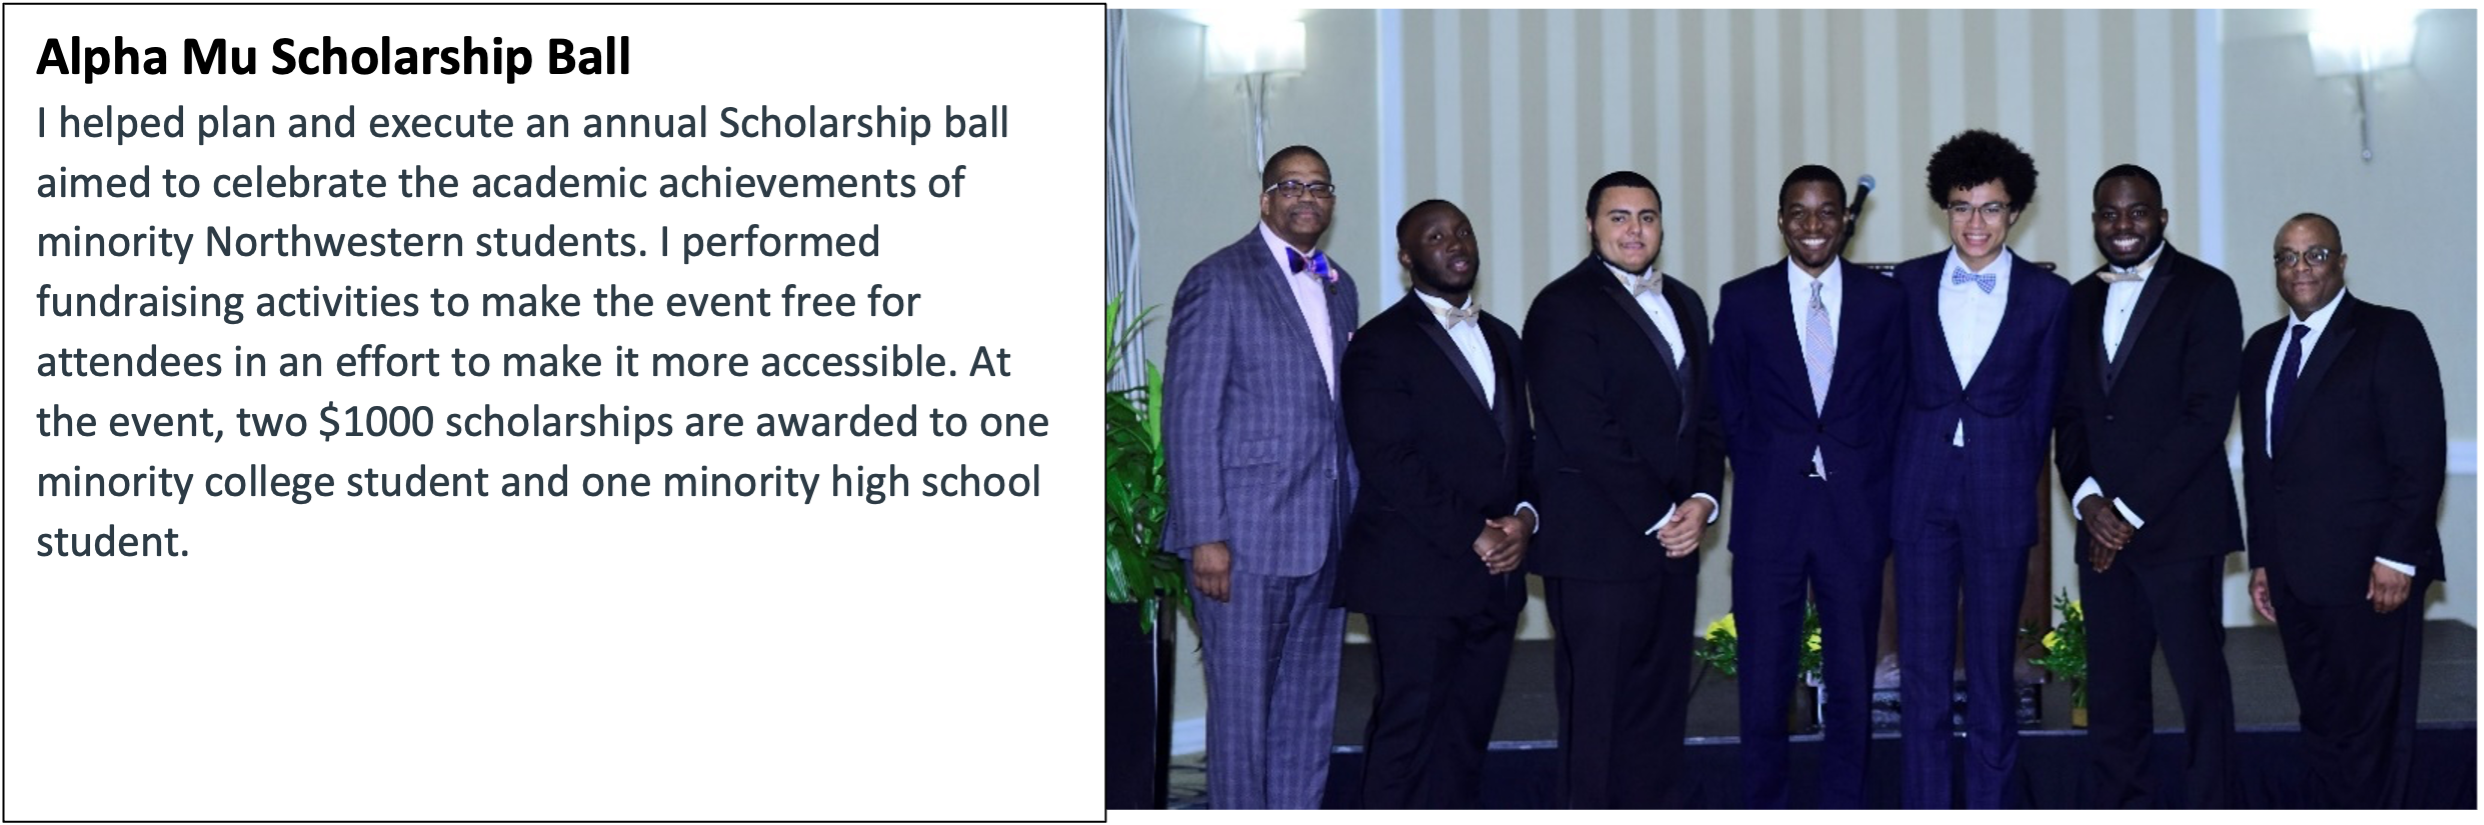 Alpha Mu Scholarship Ball
I helped plan and execute an annual Scholarship ball
aimed to celebrate the academic achievements of
minority Northwestern students. I performed
fundraising activities to make the event free for
attendees in an effort to make it more accessible. At
the event, two $1000 scholarships are awarded to one
minority college student and one minority high school
student.